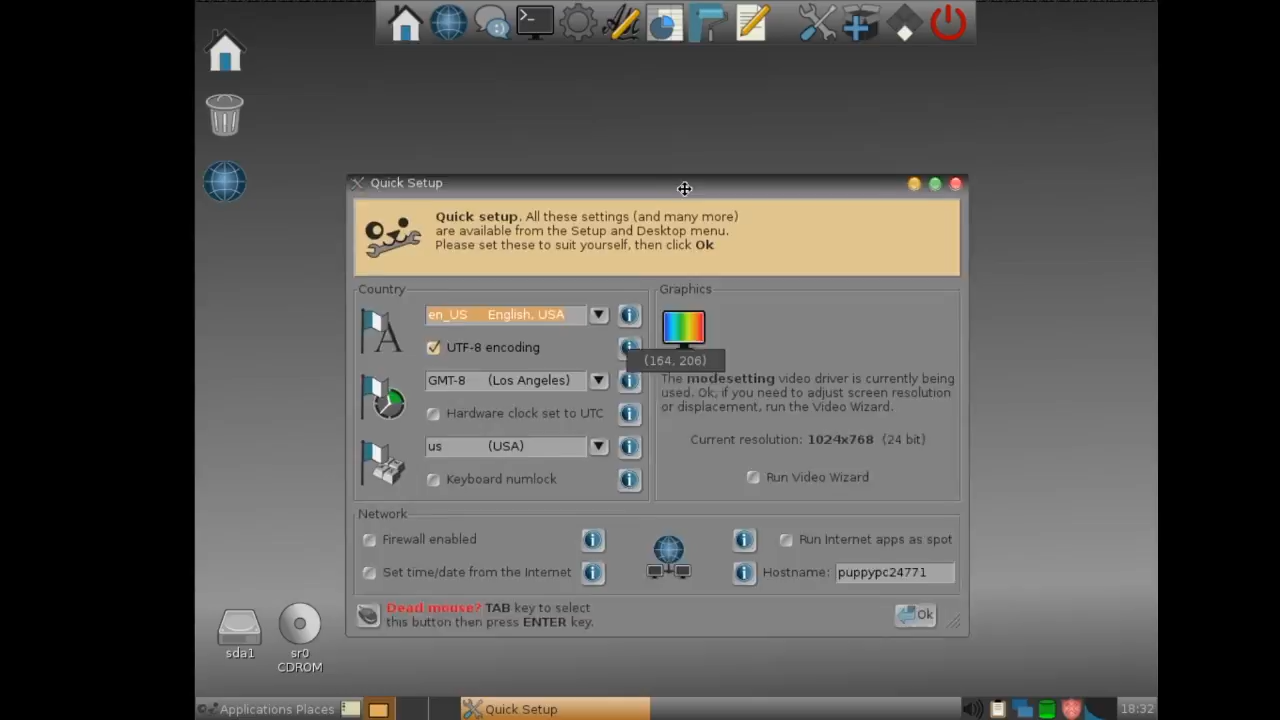 Quick Setup
Quick setup. All these settings (and many more)
are available from the Setup and Desktop menu.
Please set these to suit yourself, then click Ok
Country
en_US English, USA
UTF-8 encoding
GMT-8 (Los Angeles)
Hardware clock set to UTC
us (USA)
Keyboard numlock
Graphics
(164, 206)
The modesetting video driver is currently being
used. Ok, if you need to adjust screen resolution
or displacement, run the Video Wizard.
Current resolution: 1024x768 (24 bit)
Run Video Wizard
Network
Firewall enabled
Run Internet apps as spot
Set time/date from the Internet
Hostname: puppypc24771
Dead mouse? TAB key to select
this button then press ENTER key.
Ok
sda1
sr0
CDROM
Applications Places
Quick Setup
18:32